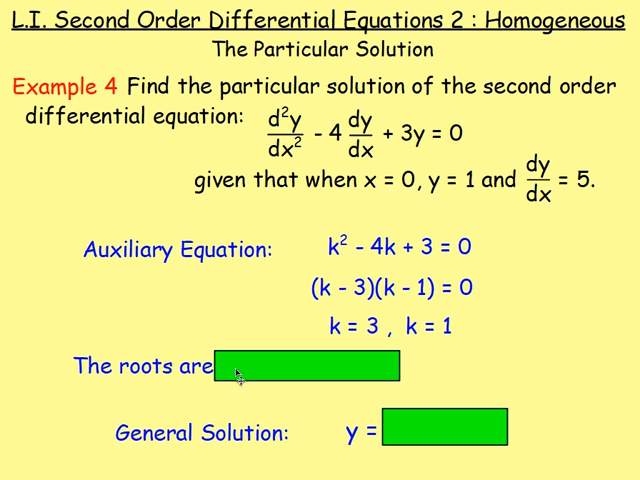 L.I. Second Order Differential Equations 2 : Homogeneous
The Particular Solution
Example 4 Find the particular solution of the second order
differential equation: d²y/dx² - 4 dy/dx + 3y = 0
given that when x = 0, y = 1 and dy/dx = 5.
Auxiliary Equation: k² - 4k + 3 = 0
(k - 3)(k - 1) = 0
k = 3 , k = 1
The roots are
General Solution: y =